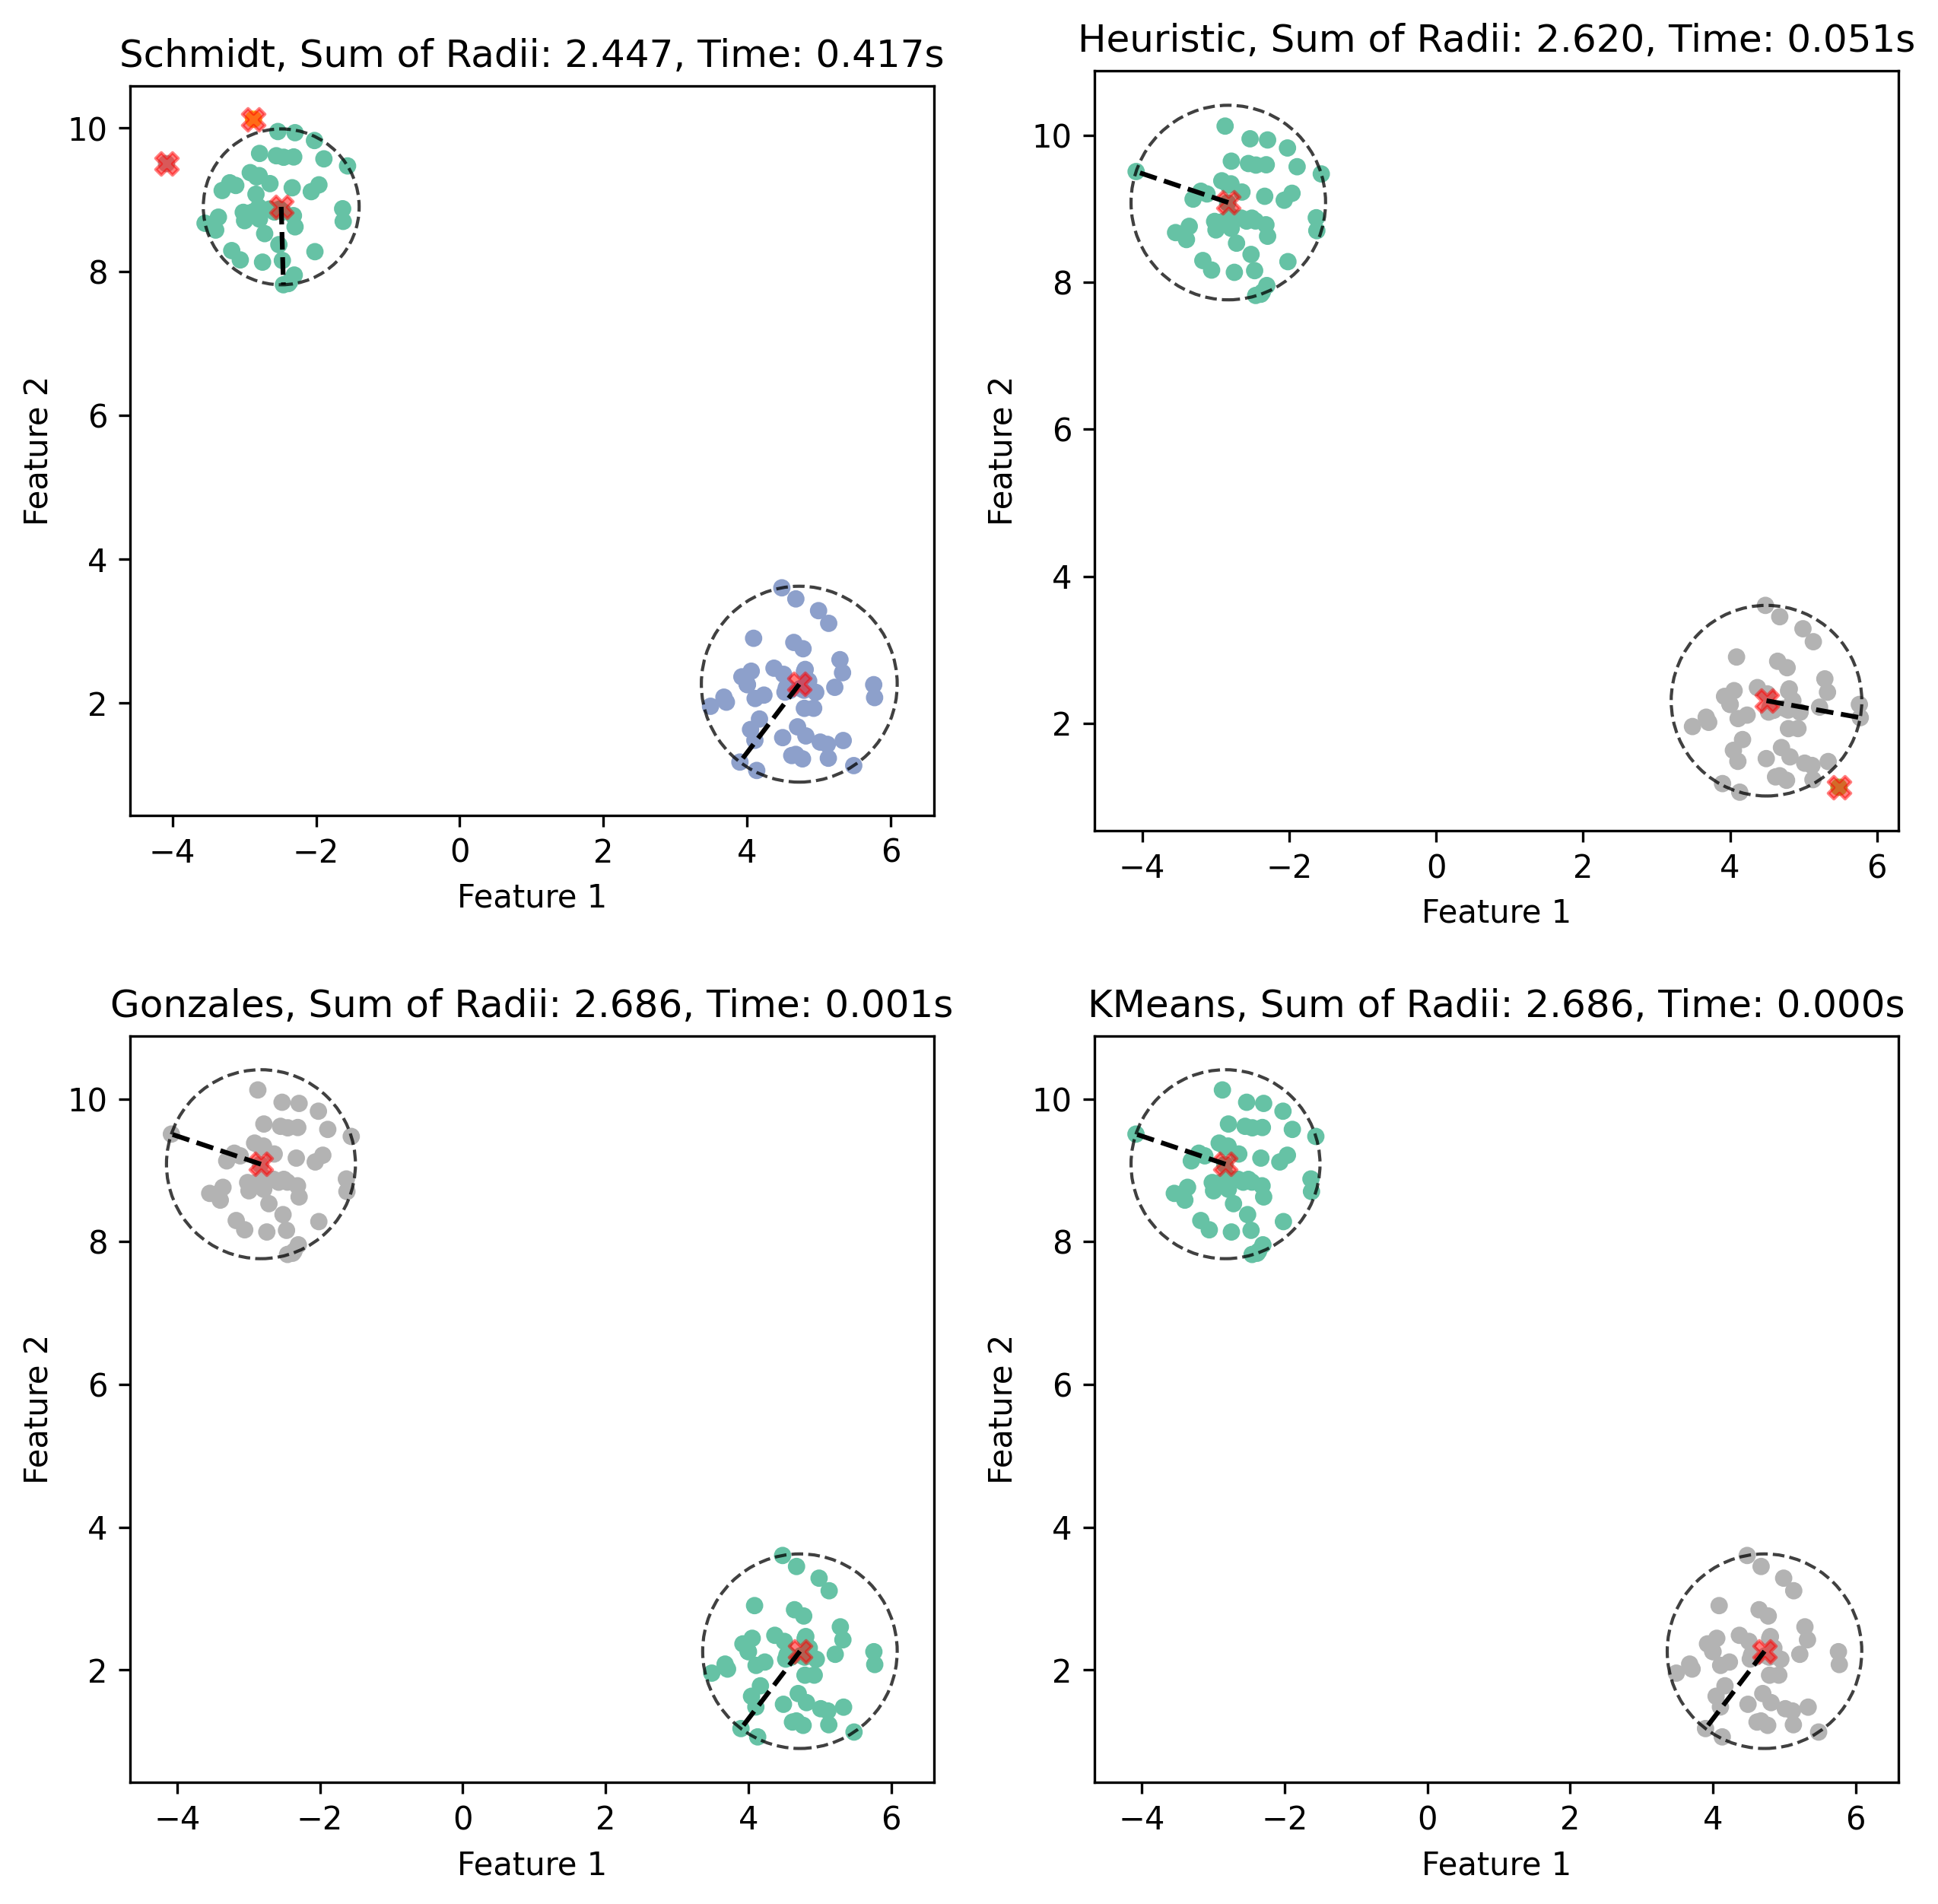 Schmidt, Sum of Radii: 2.447, Time: 0.417s
10
8
6
4
2
Feature 2
−4 −2 0 2 4 6
Feature 1
Heuristic, Sum of Radii: 2.620, Time: 0.051s
10
8
6
4
2
Feature 2
−4 −2 0 2 4 6
Feature 1
Gonzales, Sum of Radii: 2.686, Time: 0.001s
10
8
6
4
2
Feature 2
−4 −2 0 2 4 6
Feature 1
KMeans, Sum of Radii: 2.686, Time: 0.000s
10
8
6
4
2
Feature 2
−4 −2 0 2 4 6
Feature 1